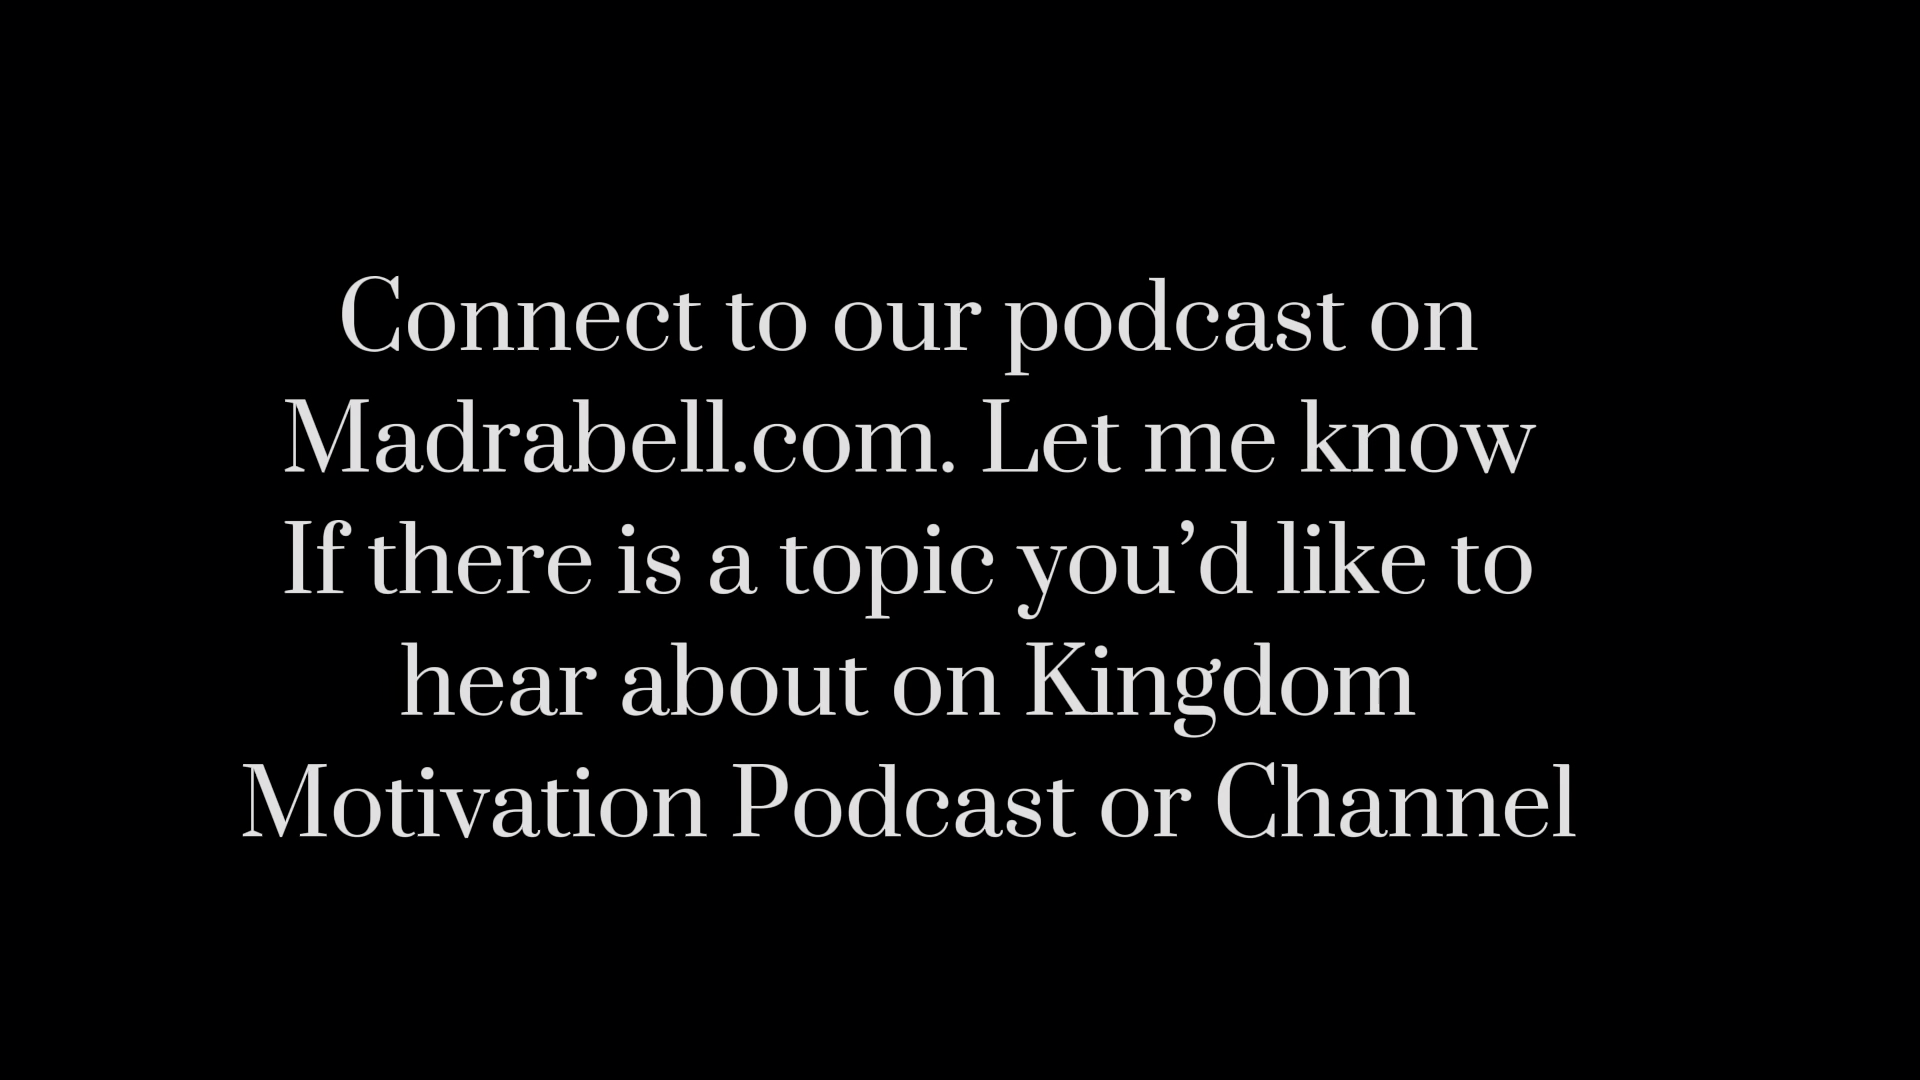 Connect to our podcast on
Madrabell.com. Let me know
If there is a topic you’d like to
hear about on Kingdom
Motivation Podcast or Channel